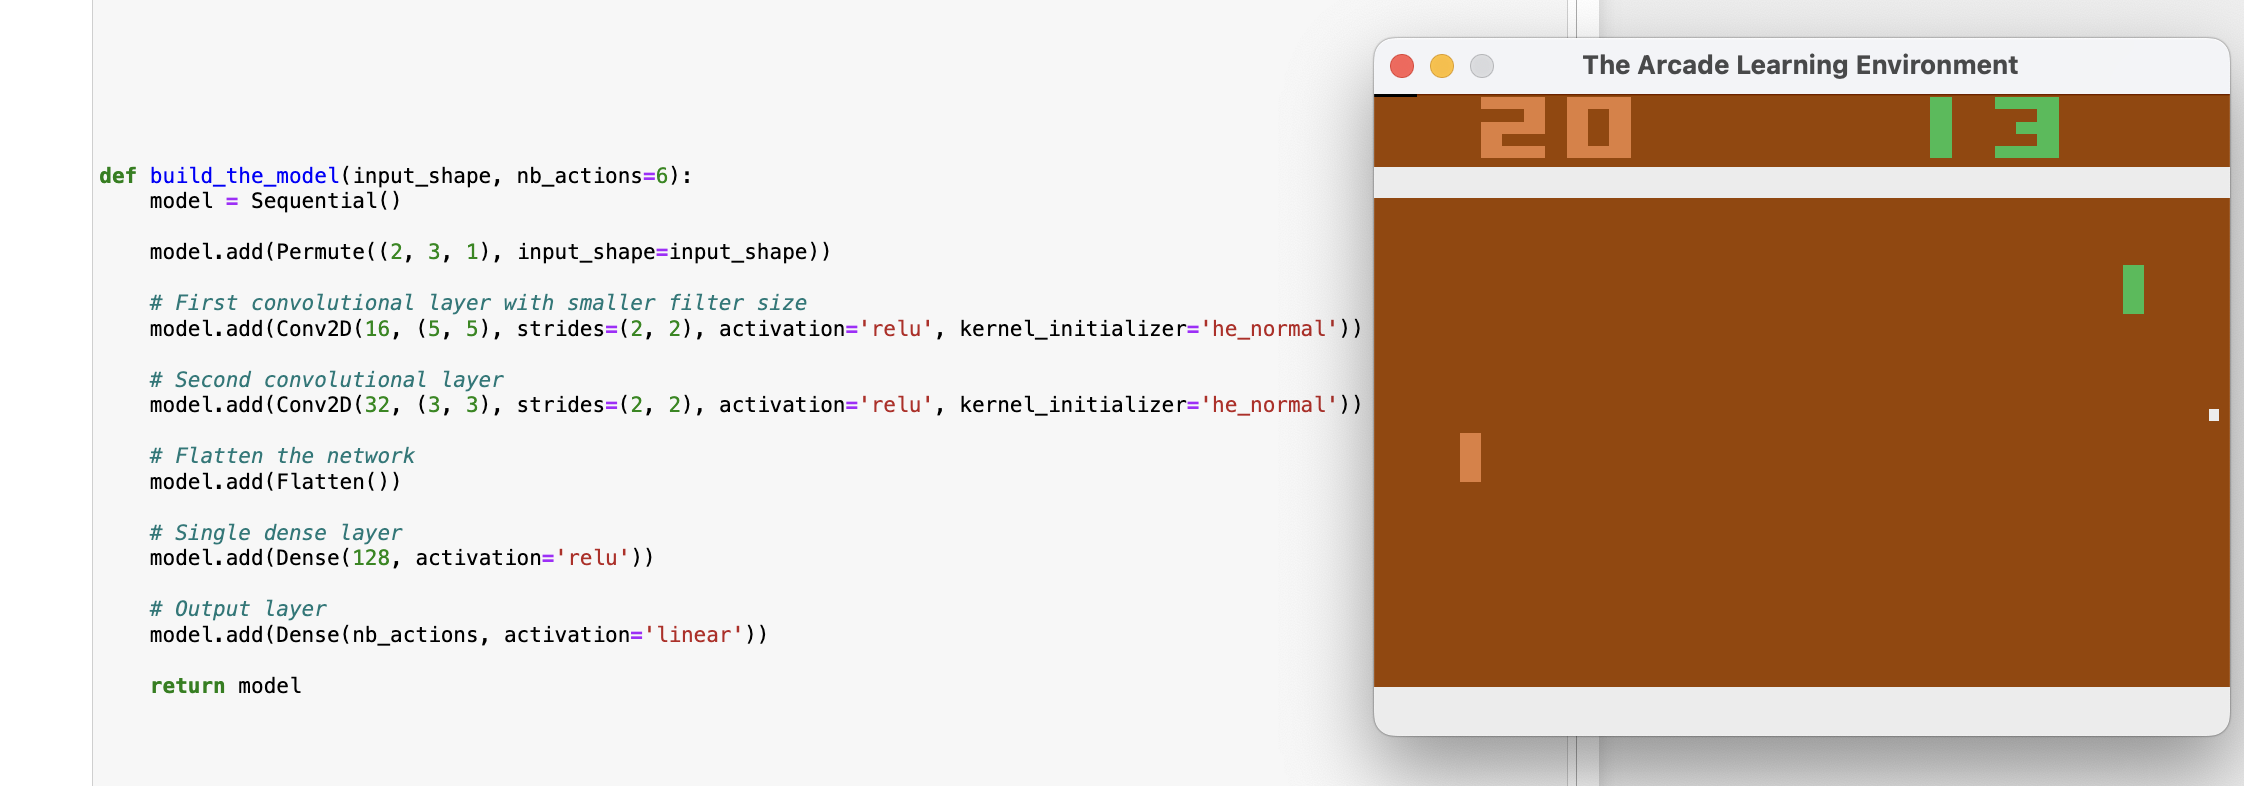 def build_the_model(input_shape, nb_actions=6):
model = Sequential()
model.add(Permute((2, 3, 1), input_shape=input_shape))
# First convolutional layer with smaller filter size
model.add(Conv2D(16, (5, 5), strides=(2, 2), activation='relu', kernel_initializer='he_normal'))
# Second convolutional layer
model.add(Conv2D(32, (3, 3), strides=(2, 2), activation='relu', kernel_initializer='he_normal'))
# Flatten the network
model.add(Flatten())
# Single dense layer
model.add(Dense(128, activation='relu'))
# Output layer
model.add(Dense(nb_actions, activation='linear'))
return model
The Arcade Learning Environment
20 13